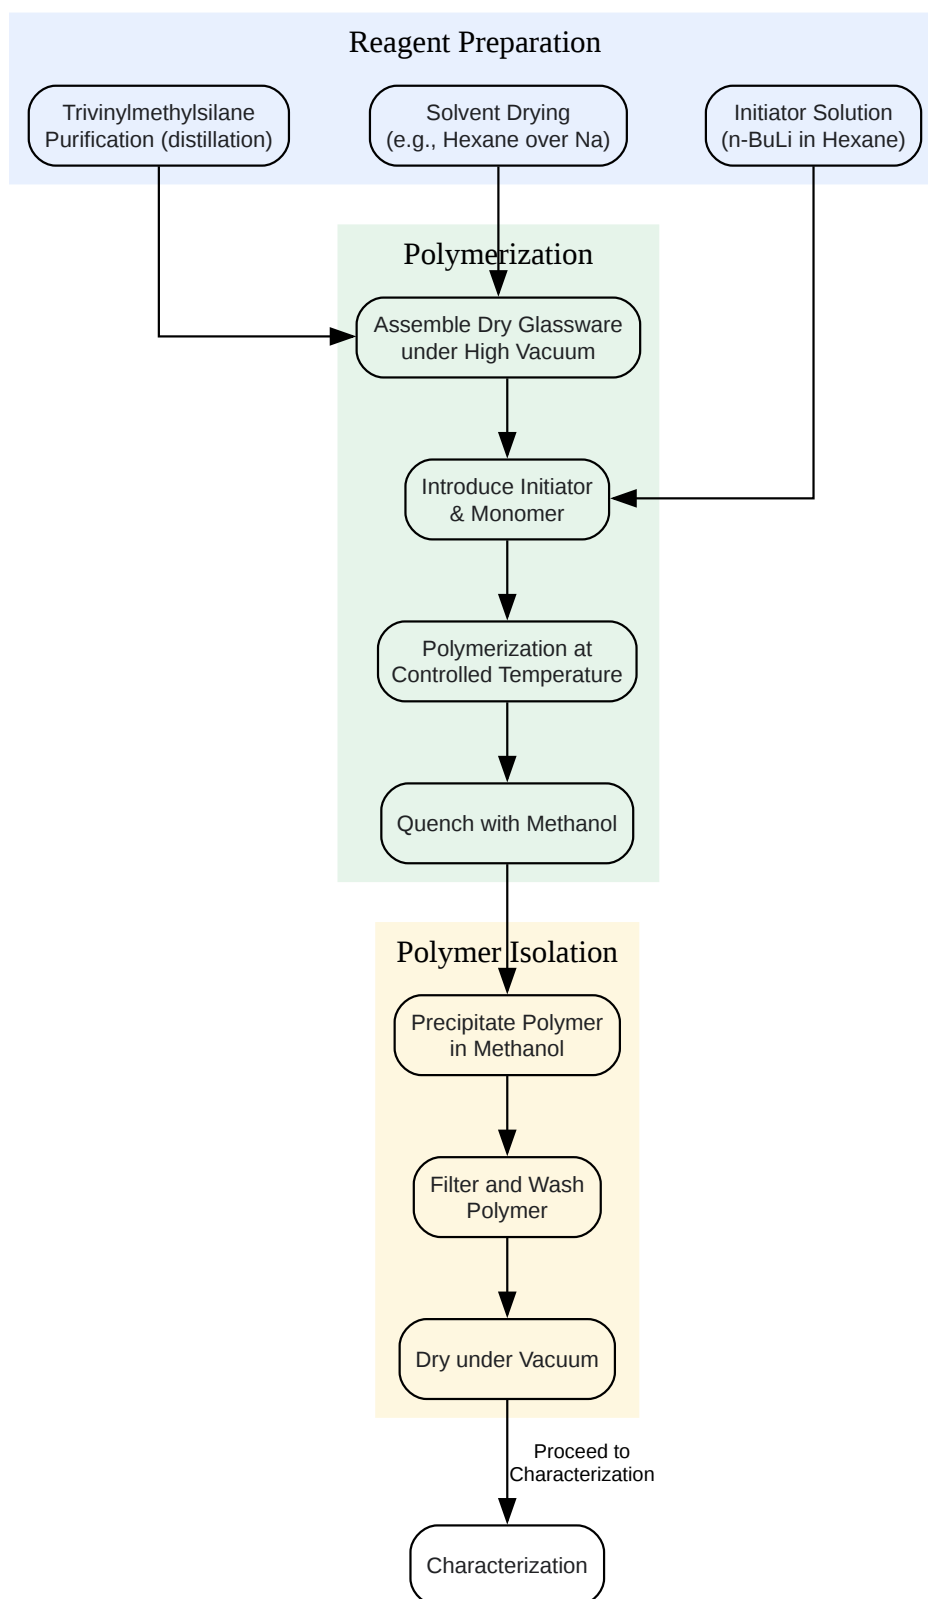 Reagent Preparation
Trivinylmethylsilane
Purification (distillation)
Solvent Drying
(e.g., Hexane over Na)
Initiator Solution
(n-BuLi in Hexane)
Polymerization
Assemble Dry Glassware
under High Vacuum
Introduce Initiator
& Monomer
Polymerization at
Controlled Temperature
Quench with Methanol
Polymer Isolation
Precipitate Polymer
in Methanol
Filter and Wash
Polymer
Dry under Vacuum
Proceed to
Characterization
Characterization